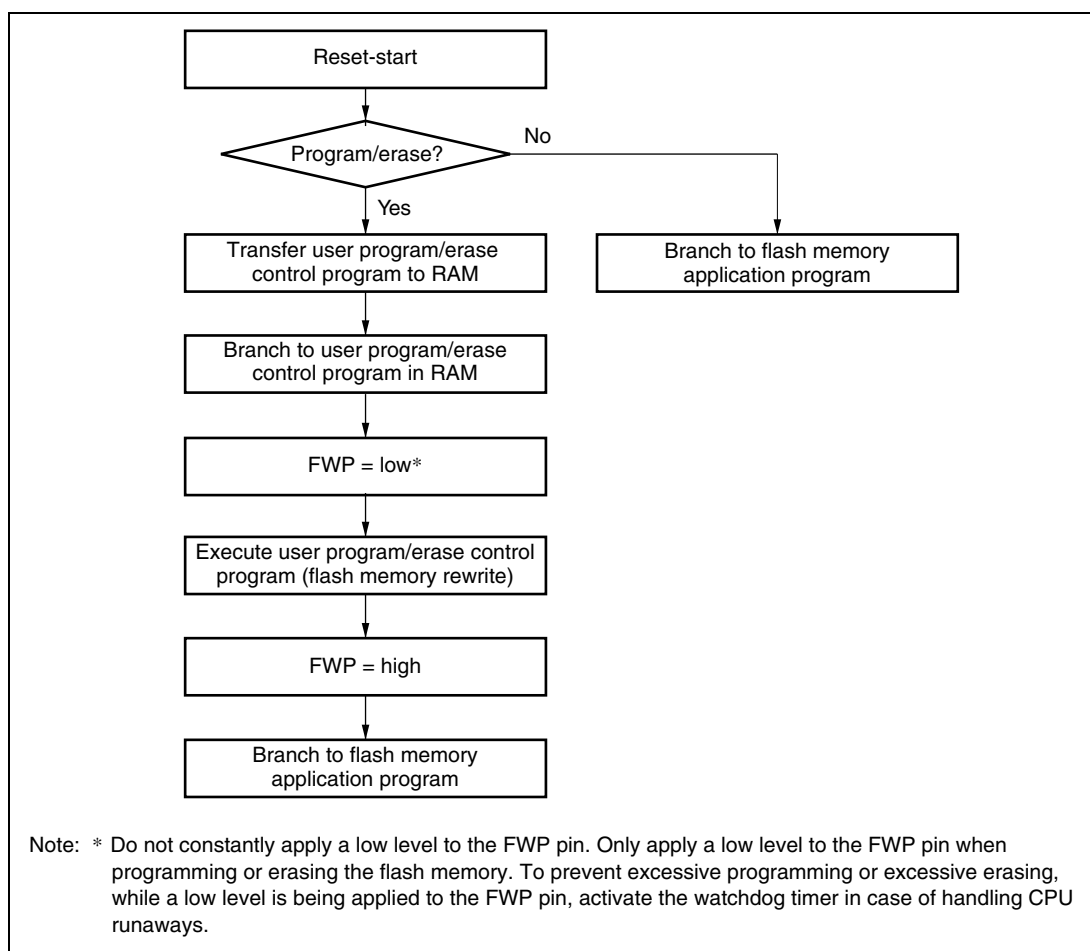 Reset-start
Program/erase?
No
Yes
Transfer user program/erase
control program to RAM
Branch to flash memory
application program
Branch to user program/erase
control program in RAM
FWP = low*
Execute user program/erase control
program (flash memory rewrite)
FWP = high
Branch to flash memory
application program
Note: * Do not constantly apply a low level to the FWP pin. Only apply a low level to the FWP pin when
programming or erasing the flash memory. To prevent excessive programming or excessive erasing,
while a low level is being applied to the FWP pin, activate the watchdog timer in case of handling CPU
runaways.